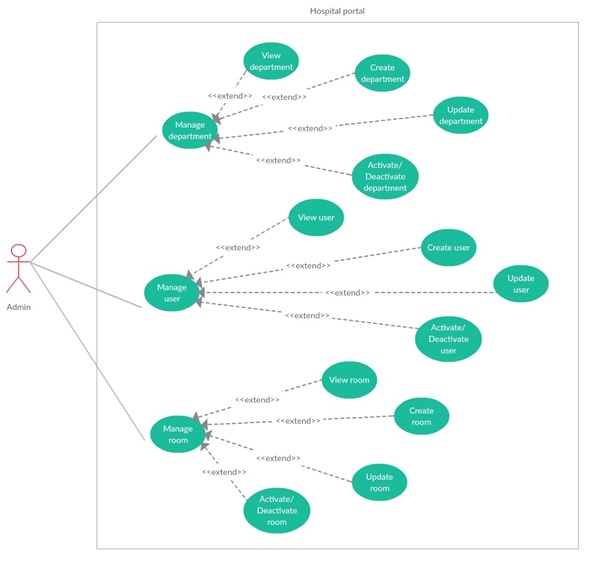 Hospital portal
View
department
Create
department
<<extend>>
<<extend>>
Update
department
Manage
department
<<extend>>
<<extend>>
Activate/
Deactivate
department
View user
<<extend>>
Create user
<<extend>>
Admin
Manage
user
<<extend>>
Update
user
<<extend>>
Activate/
Deactivate
user
View room
<<extend>>
Create
room
<<extend>>
Manage
room
<<extend>>
<<extend>>
Update
room
Activate/
Deactivate
room